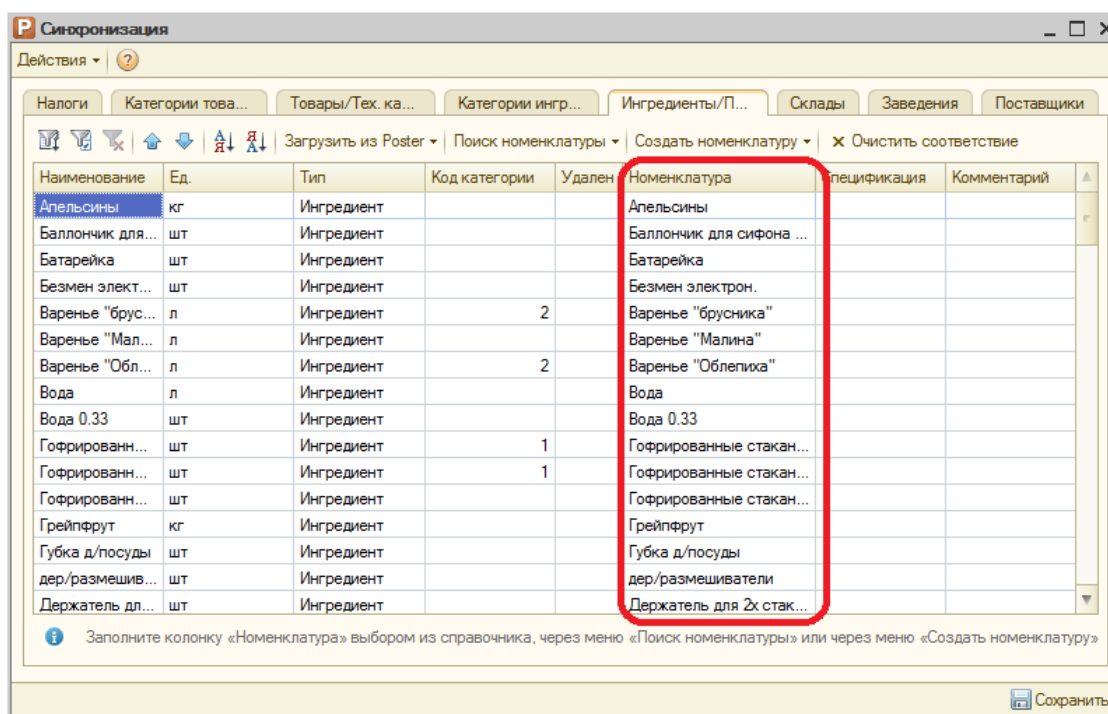 Синхронизация
Действия
Налоги Категории това... Товары/Тех. ка... Категории ингр... Ингредиенты/П... Склады Заведения Поставщики
Загрузить из Poster Поиск номенклатуры Создать номенклатуру Очистить соответствие
Наименование Ед. Тип Код категории Удален Номенклатура Спецификация Комментарий
Апельсины кг Ингредиент Апельсины
Баллончик для... шт Ингредиент Баллончик для сифона ...
Батарейка шт Ингредиент Батарейка
Безмен элект... шт Ингредиент Безмен электрон.
Варенье "брус... л Ингредиент 2 Варенье "брусника"
Варенье "Мал... л Ингредиент Варенье "Малина"
Варенье "Обл... л Ингредиент 2 Варенье "Облепиха"
Вода л Ингредиент Вода
Вода 0.33 шт Ингредиент Вода 0.33
Гофрированн... шт Ингредиент 1 Гофрированные стакан...
Гофрированн... шт Ингредиент 1 Гофрированные стакан...
Гофрированн... шт Ингредиент Гофрированные стакан...
Грейпфрут кг Ингредиент Грейпфрут
Губка д/посуды шт Ингредиент Губка д/посуды
дер/размешив... шт Ингредиент дер/размешиватели
Держатель дл... шт Ингредиент Держатель для 2х стак...
Заполните колонку «Номенклатура» выбором из справочника, через меню «Поиск номенклатуры» или через меню «Создать номенклатуру»
Сохранить